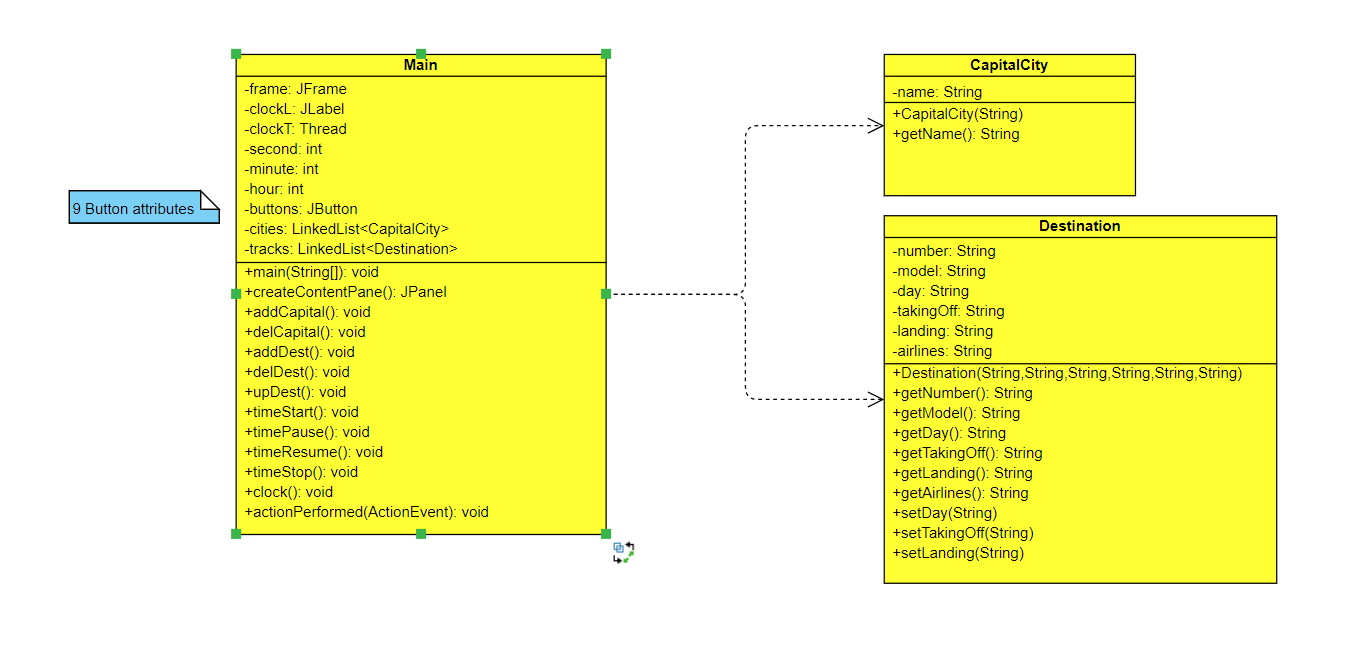 9 Button attributes
Main
-frame: JFrame
-clockL: JLabel
-clockT: Thread
-second: int
-minute: int
-hour: int
-buttons: JButton
-cities: LinkedList<CapitalCity>
-tracks: LinkedList<Destination>
+main(String[]): void
+createContentPane(): JPanel
+addCapital(): void
+delCapital(): void
+addDest(): void
+delDest(): void
+upDest(): void
+timeStart(): void
+timePause(): void
+timeResume(): void
+timeStop(): void
+clock(): void
+actionPerformed(ActionEvent): void
CapitalCity
-name: String
+CapitalCity(String)
+getName(): String
Destination
-number: String
-model: String
-day: String
-takingOff: String
-landing: String
-airlines: String
+Destination(String,String,String,String,String,String)
+getNumber(): String
+getModel(): String
+getDay(): String
+getTakingOff(): String
+getLanding(): String
+getAirlines(): String
+setDay(String)
+setTakingOff(String)
+setLanding(String)